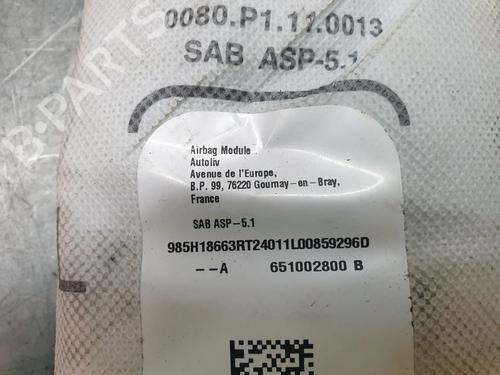 0080.P1.11.0013
SAB ASP-5.1
B-PARTS
Airbag Module
Autoliv
Avenue de l'Europe,
B.P. 99, 76220 Gournay-en-Bray,
France
SAB ASP-5.1
985H18663RT24011L00859296D
--A 651002800 B